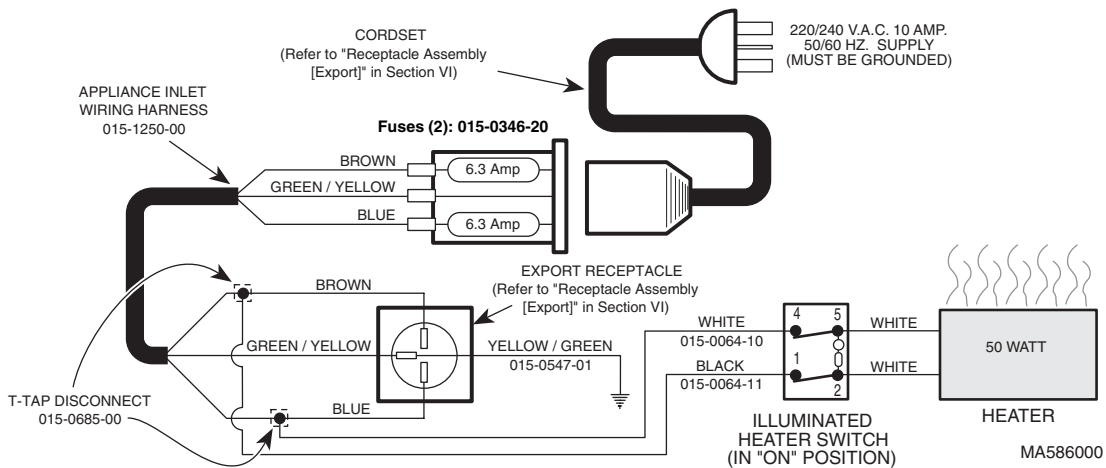 CORDSET
(Refer to "Receptacle Assembly
[Export]" in Section VI)
220/240 V.A.C. 10 AMP.
50/60 HZ. SUPPLY
(MUST BE GROUNDED)
APPLIANCE INLET
WIRING HARNESS
015-1250-00
Fuses (2): 015-0346-20
BROWN
6.3 Amp
GREEN / YELLOW
BLUE
6.3 Amp
EXPORT RECEPTACLE
(Refer to "Receptacle Assembly
[Export]" in Section VI)
BROWN
GREEN / YELLOW
YELLOW / GREEN
015-0547-01
BLUE
T-TAP DISCONNECT
015-0685-00
WHITE
015-0064-10
BLACK
015-0064-11
4 5
1
2
WHITE
WHITE
50 WATT
HEATER
ILLUMINATED
HEATER SWITCH
(IN "ON" POSITION)
MA586000